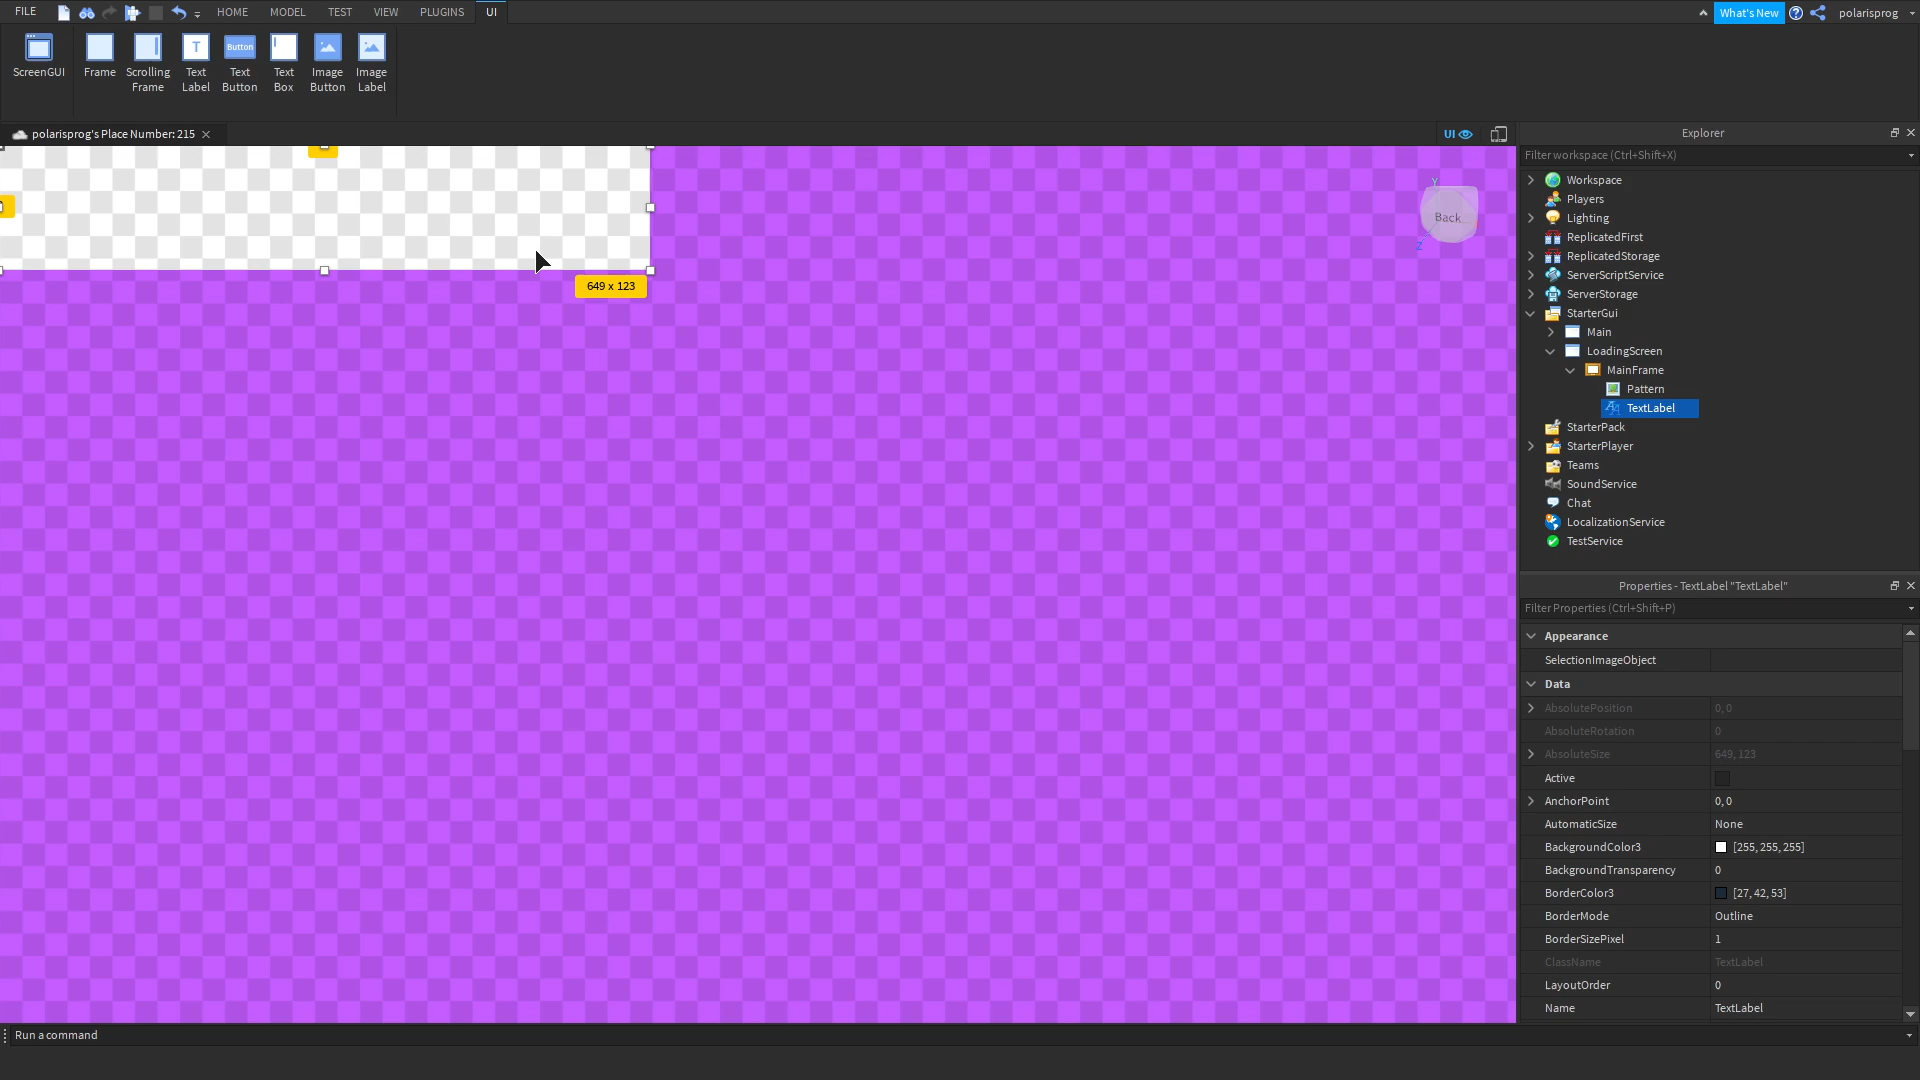 FILE
HOME
MODEL
TEST
VIEW
PLUGINS
UI
What's New
polarisprog
ScreenGUI
Frame
Scrolling
Frame
T
Text
Label
Button
Text
Button
Text
Box
Image
Button
Image
Label
polarisprog's Place Number: 215
UI
649 x 123
Y
Back
Z
Explorer
Filter workspace (Ctrl+Shift+X)
Workspace
Players
Lighting
ReplicatedFirst
ReplicatedStorage
ServerScriptService
ServerStorage
StarterGui
Main
LoadingScreen
MainFrame
Pattern
TextLabel
StarterPack
StarterPlayer
Teams
SoundService
Chat
LocalizationService
TestService
Properties - TextLabel "TextLabel"
Filter Properties (Ctrl+Shift+P)
Appearance
SelectionImageObject
Data
AbsolutePosition 0, 0
AbsoluteRotation 0
AbsoluteSize 649, 123
Active
AnchorPoint 0, 0
AutomaticSize None
BackgroundColor3 [255, 255, 255]
BackgroundTransparency 0
BorderColor3 [27, 42, 53]
BorderMode Outline
BorderSizePixel 1
ClassName TextLabel
LayoutOrder 0
Name TextLabel
Run a command